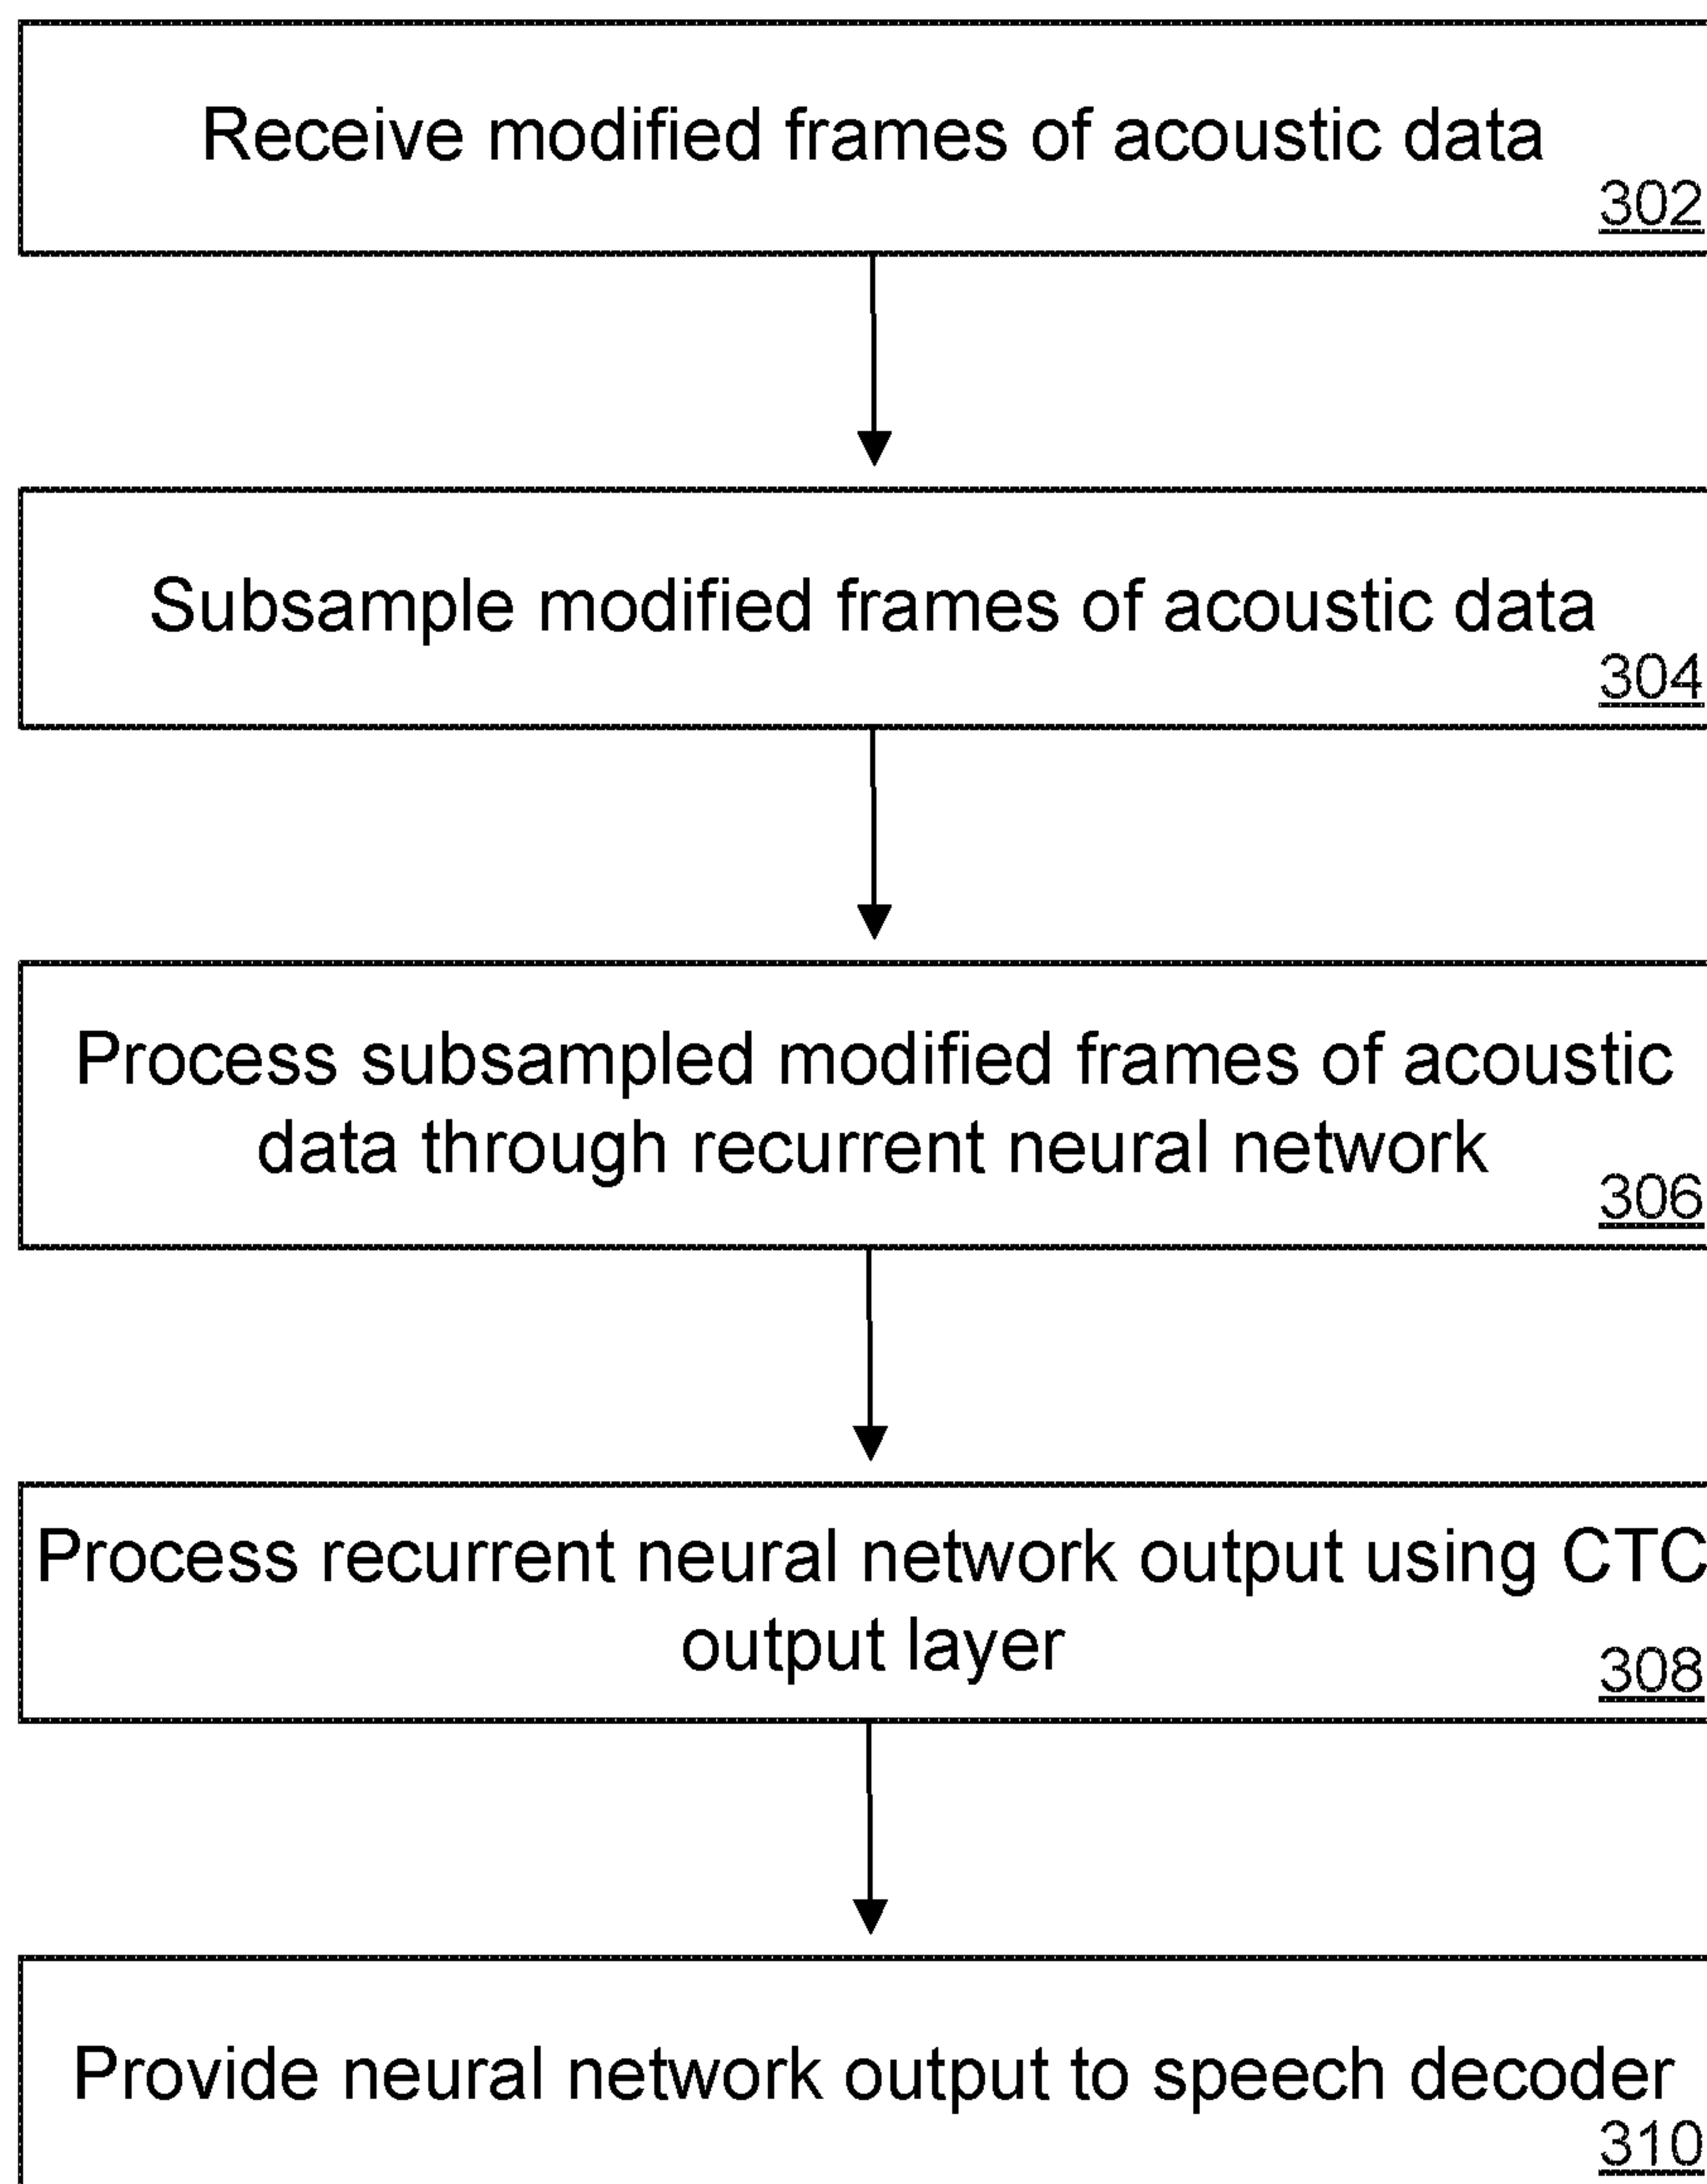 Receive modified frames of acoustic data
302
Subsample modified frames of acoustic data
304
Process subsampled modified frames of acoustic
data through recurrent neural network
306
Process recurrent neural network output using CTC
output layer
308
Provide neural network output to speech decoder
310